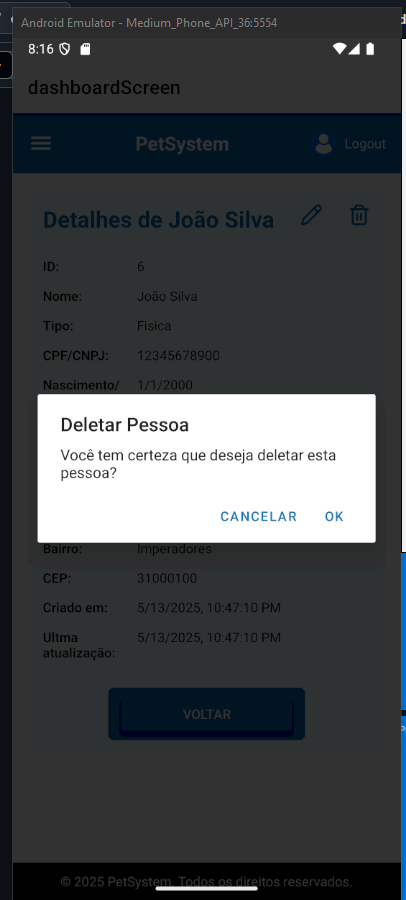 Android Emulator - Medium_Phone_API_36:5554
8:16
dashboardScreen
PetSystem
Logout
Detalhes de João Silva
ID: 6
Nome: João Silva
Tipo: Fisica
CPF/CNPJ: 12345678900
Nascimento/ 1/1/2000
Deletar Pessoa
Você tem certeza que deseja deletar esta
pessoa?
CANCELAR OK
Bairro: Imperadores
CEP: 31000100
Criado em: 5/13/2025, 10:47:10 PM
Ultma 5/13/2025, 10:47:10 PM
atualização:
VOLTAR
© 2025 PetSystem. Todos os direitos reservados.